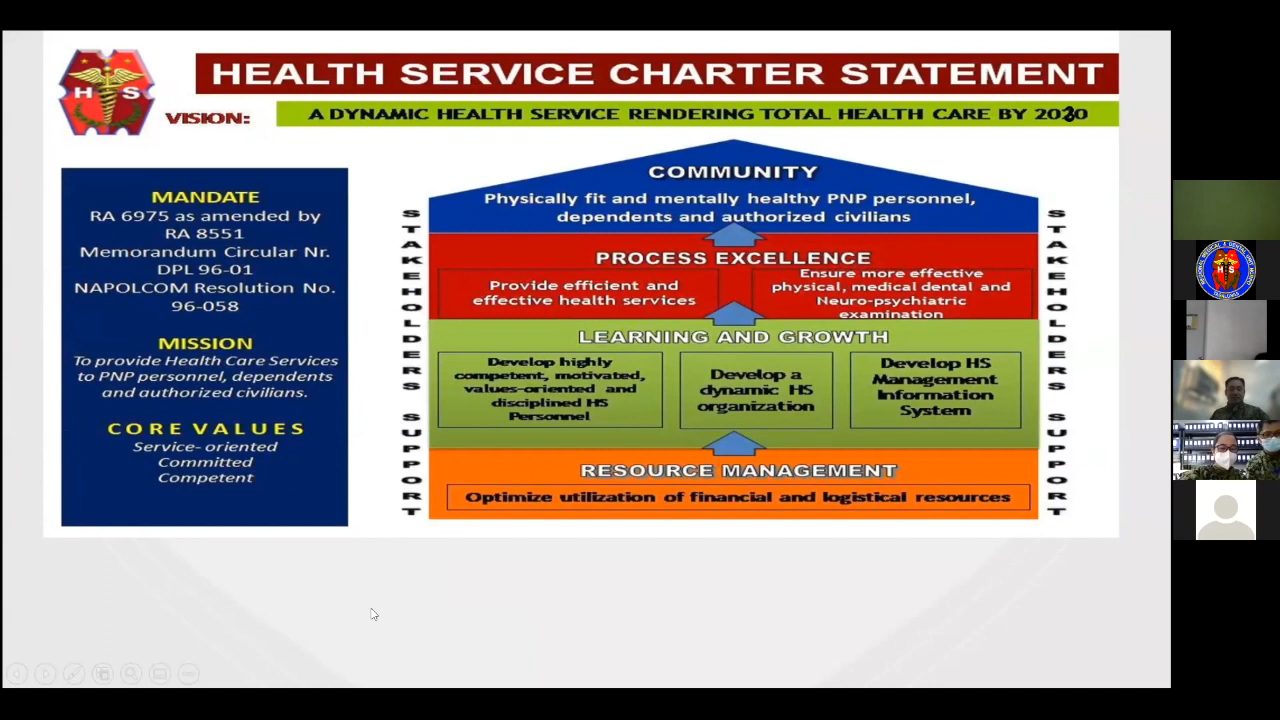 HEALTH SERVICE CHARTER STATEMENT
H S
VISION:
A DYNAMIC HEALTH SERVICE RENDERING TOTAL HEALTH CARE BY 2030
MANDATE
RA 6975 as amended by
RA 8551
Memorandum Circular Nr.
DPL 96-01
NAPOLCOM Resolution No.
96-058
MISSION
To provide Health Care Services
to PNP personnel, dependents
and authorized civilians.
CORE VALUES
Service- oriented
Committed
Competent
STAKEHOLDERS SUPPORT
COMMUNITY
Physically fit and mentally healthy PNP personnel,
dependents and authorized civilians
PROCESS EXCELLENCE
Provide efficient and
effective health services
Ensure more effective
physical, medical dental and
Neuro-psychiatric
examination
LEARNING AND GROWTH
Develop highly
competent, motivated,
values-oriented and
disciplined HS
Personnel
Develop a
dynamic HS
organization
Develop HS
Management
Information
System
RESOURCE MANAGEMENT
Optimize utilization of financial and logistical resources
STAKEHOLDERS SUPPORT
REGIONAL MEDICAL & DENTAL UNIT
H S